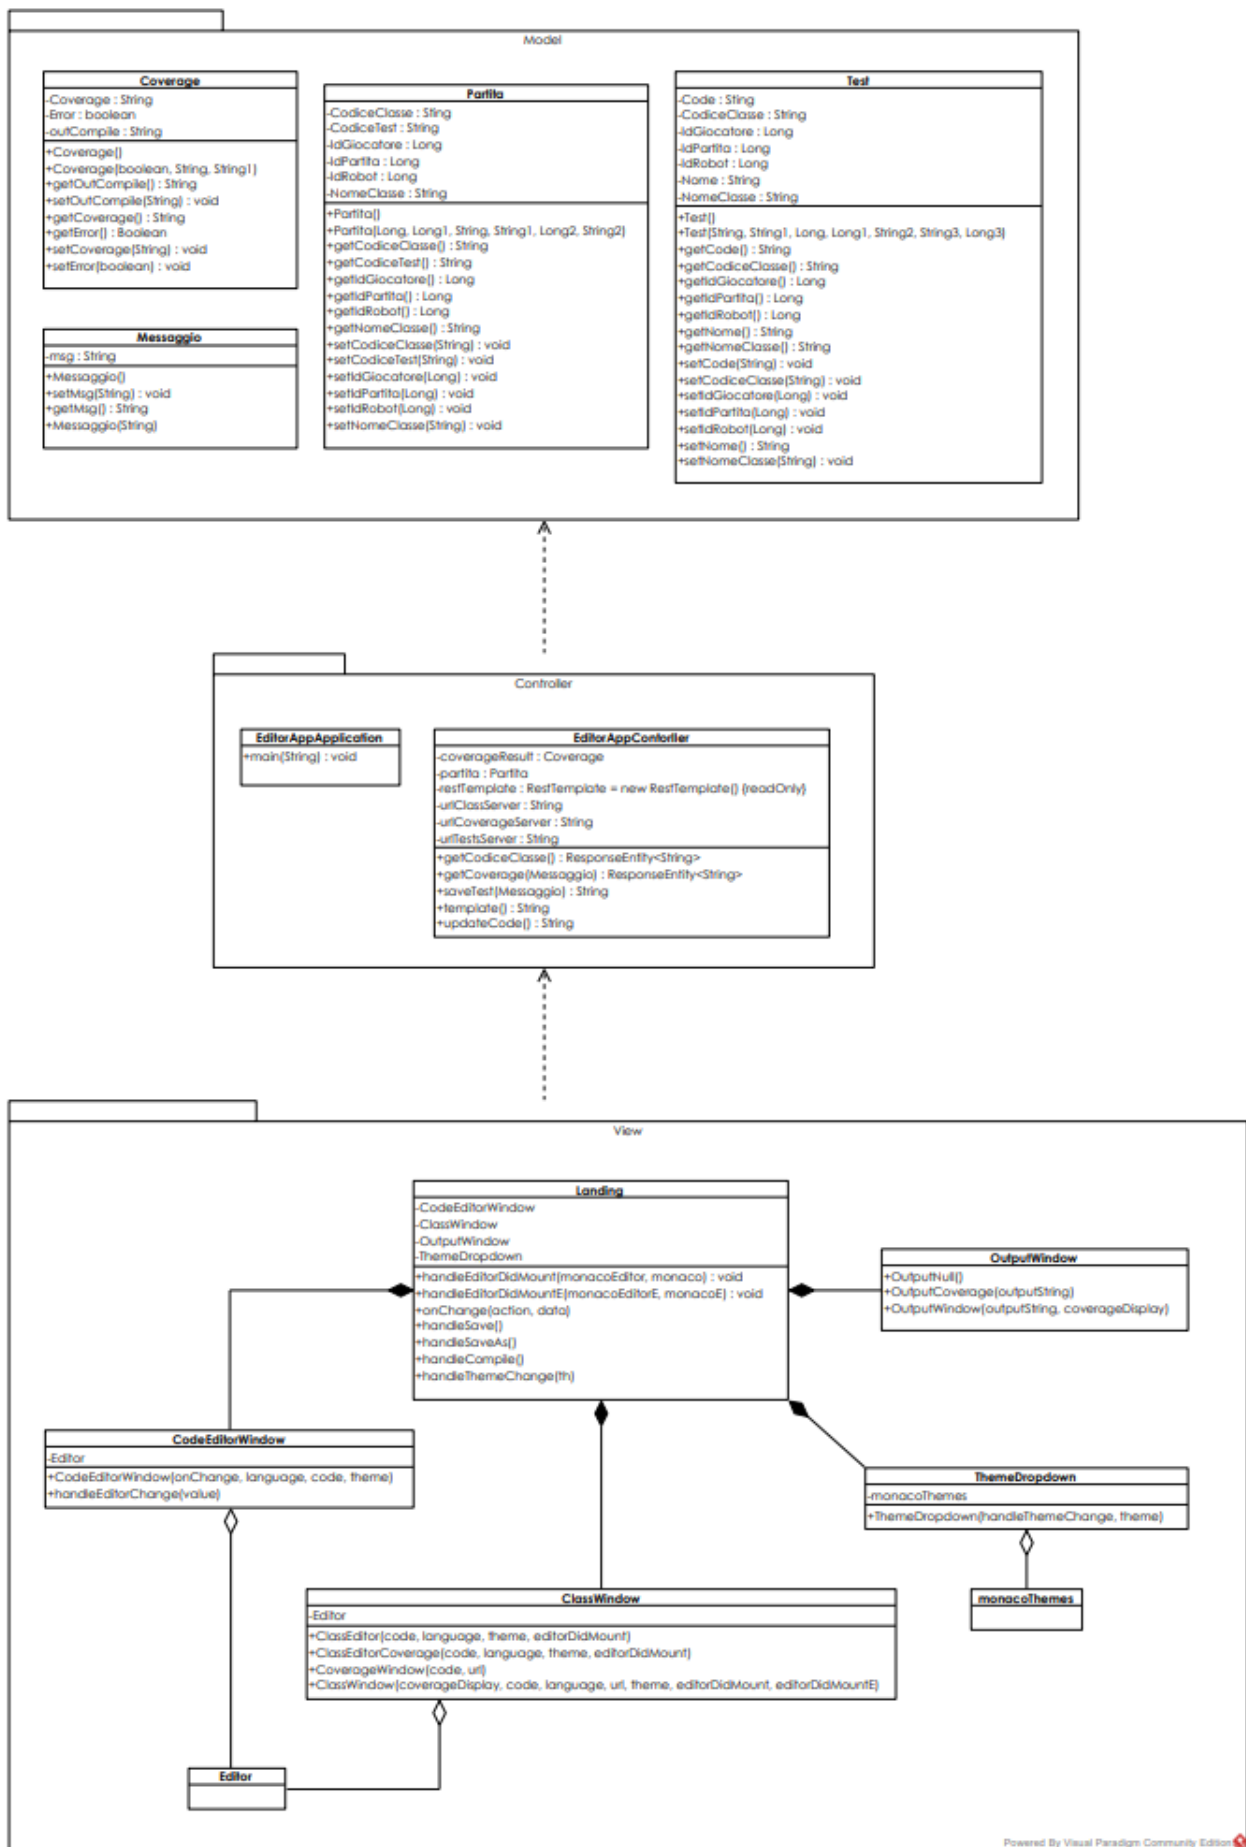 Model
Coverage
-Coverage : String
-Error : boolean
-outCompile : String
+Coverage()
+Coverage(boolean, String, String1)
+getOutCompile() : String
+setOutCompile(String) : void
+getCoverage() : String
+getError() : Boolean
+setCoverage(String) : void
+setError(boolean) : void
Messaggio
-msg : String
+Messaggio()
+setMsg(String) : void
+getMsg() : String
+Messaggio(String)
Partita
-CodiceClasse : Sting
-CodiceTest : String
-IdGiocatore : Long
-IdPartita : Long
-IdRobot : Long
-NomeClasse : String
+Partita()
+Partita(Long, Long1, String, String1, Long2, String2)
+getCodiceClasse() : String
+getCodiceTest() : String
+getIdGiocatore() : Long
+getIdPartita() : Long
+getIdRobot() : Long
+getNomeClasse() : String
+setCodiceClasse(String) : void
+setCodiceTest(String) : void
+setIdGiocatore(Long) : void
+setIdPartita(Long) : void
+setIdRobot(Long) : void
+setNomeClasse(String) : void
Test
-Code : Sting
-CodiceClasse : String
-IdGiocatore : Long
-IdPartita : Long
-IdRobot : Long
-Nome : String
-NomeClasse : String
+Test()
+Test(String, String1, Long, Long1, String2, String3, Long3)
+getCode() : String
+getCodiceClasse() : String
+getIdGiocatore() : Long
+getIdPartita() : Long
+getIdRobot() : Long
+getNome() : String
+getNomeClasse() : String
+setCode(String) : void
+setCodiceClasse(String) : void
+setIdGiocatore(Long) : void
+setIdPartita(Long) : void
+setIdRobot(Long) : void
+setNome() : String
+setNomeClasse(String) : void
Controller
EditorAppApplication
+main(String) : void
EditorAppContorller
-coverageResult : Coverage
-partita : Partita
-restTemplate : RestTemplate = new RestTemplate() {readOnly}
-urlClassServer : String
-urlCoverageServer : String
-urlTestsServer : String
+getCodiceClasse() : ResponseEntity<String>
+getCoverage(Messaggio) : ResponseEntity<String>
+saveTest(Messaggio) : String
+template() : String
+updateCode() : String
View
Landing
-CodeEditorWindow
-ClassWindow
-OutputWindow
-ThemeDropdown
+handleEditorDidMount(monacoEditor, monaco) : void
+handleEditorDidMountE(monacoEditorE, monacoE) : void
+onChange(action, data)
+handleSave()
+handleSaveAs()
+handleCompile()
+handleThemeChange(th)
OutputWindow
+OutputNull()
+OutputCoverage(outputString)
+OutputWindow(outputString, coverageDisplay)
CodeEditorWindow
-Editor
+CodeEditorWindow(onChange, language, code, theme)
+handleEditorChange(value)
ThemeDropdown
-monacoThemes
+ThemeDropdown(handleThemeChange, theme)
monacoThemes
ClassWindow
-Editor
+ClassEditor(code, language, theme, editorDidMount)
+ClassEditorCoverage(code, language, theme, editorDidMount)
+CoverageWindow(code, url)
+ClassWindow(coverageDisplay, code, language, url, theme, editorDidMount, editorDidMountE)
Editor
Powered By Visual Paradigm Community Edition